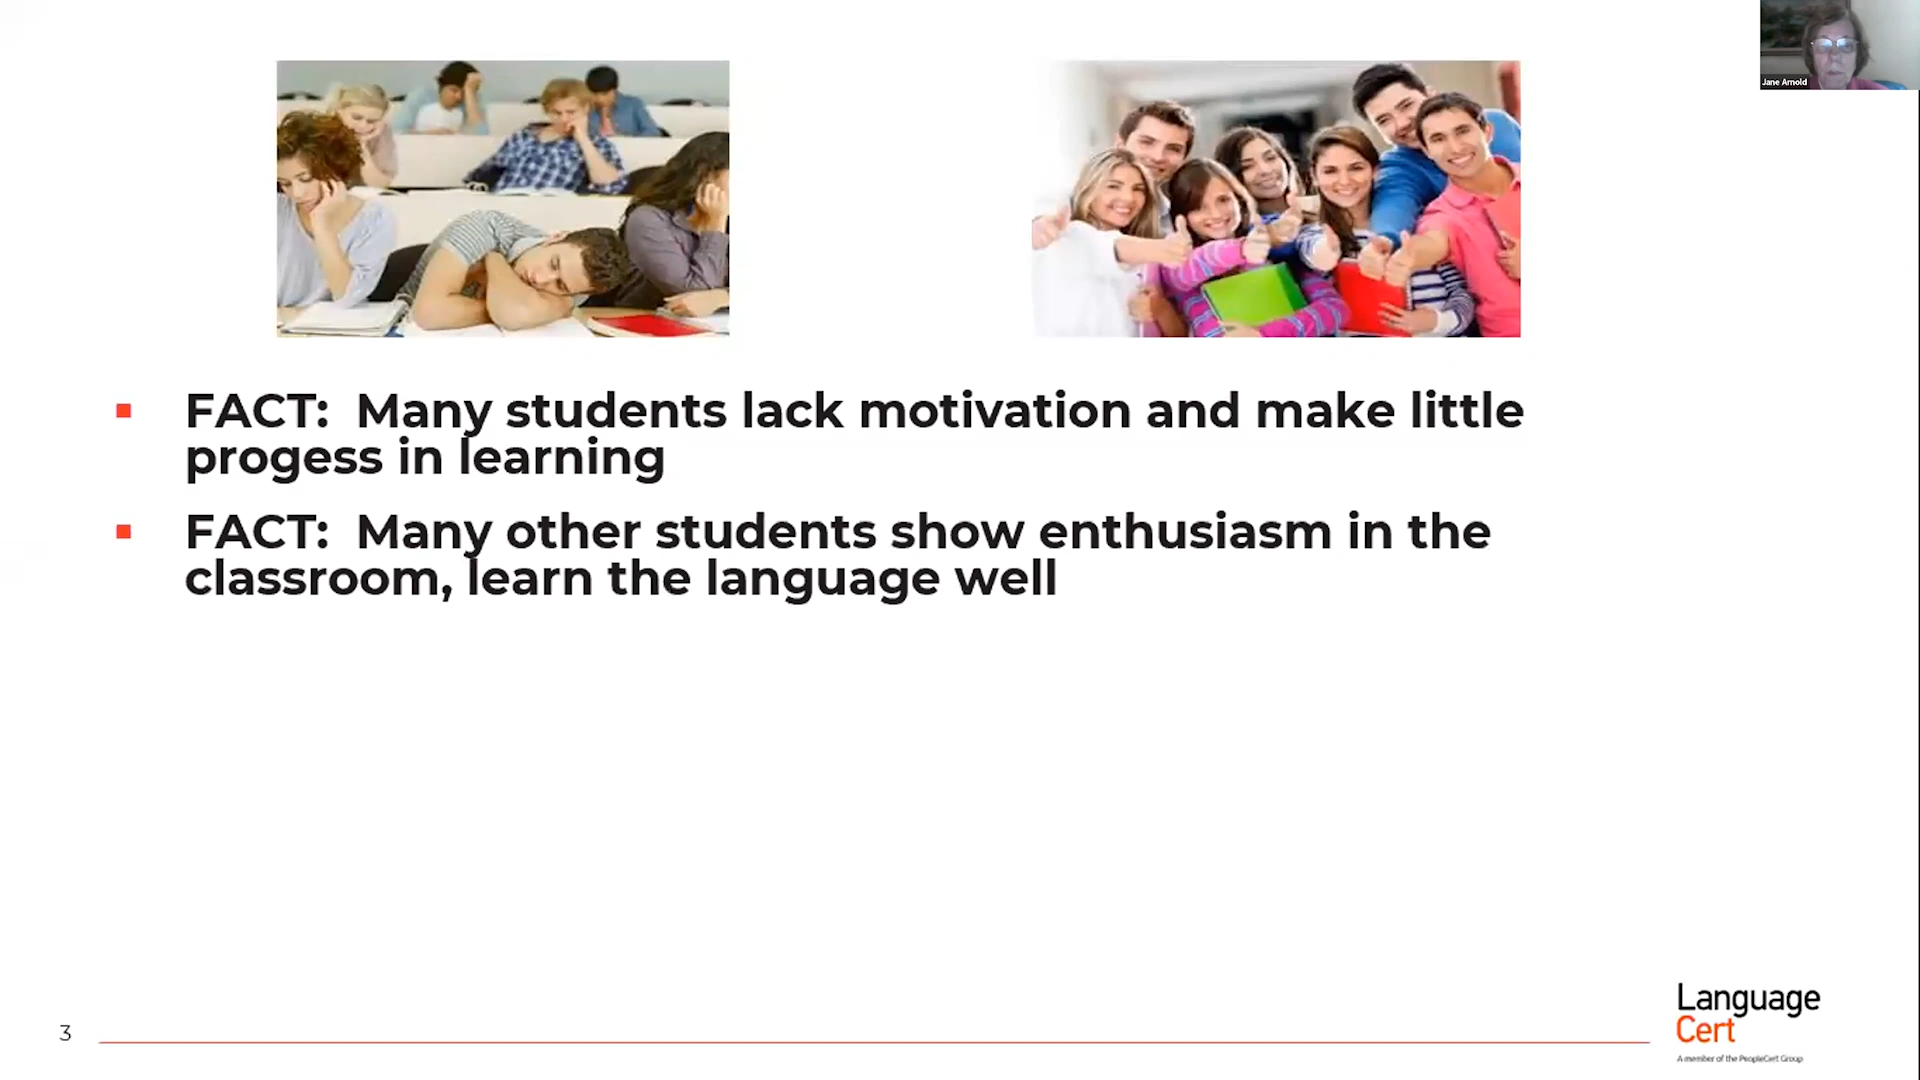 Jane Arnold
FACT:  Many students lack motivation and make little
progess in learning
FACT:  Many other students show enthusiasm in the
classroom, learn the language well
3
Language
Cert
A member of the PeopleCert Group